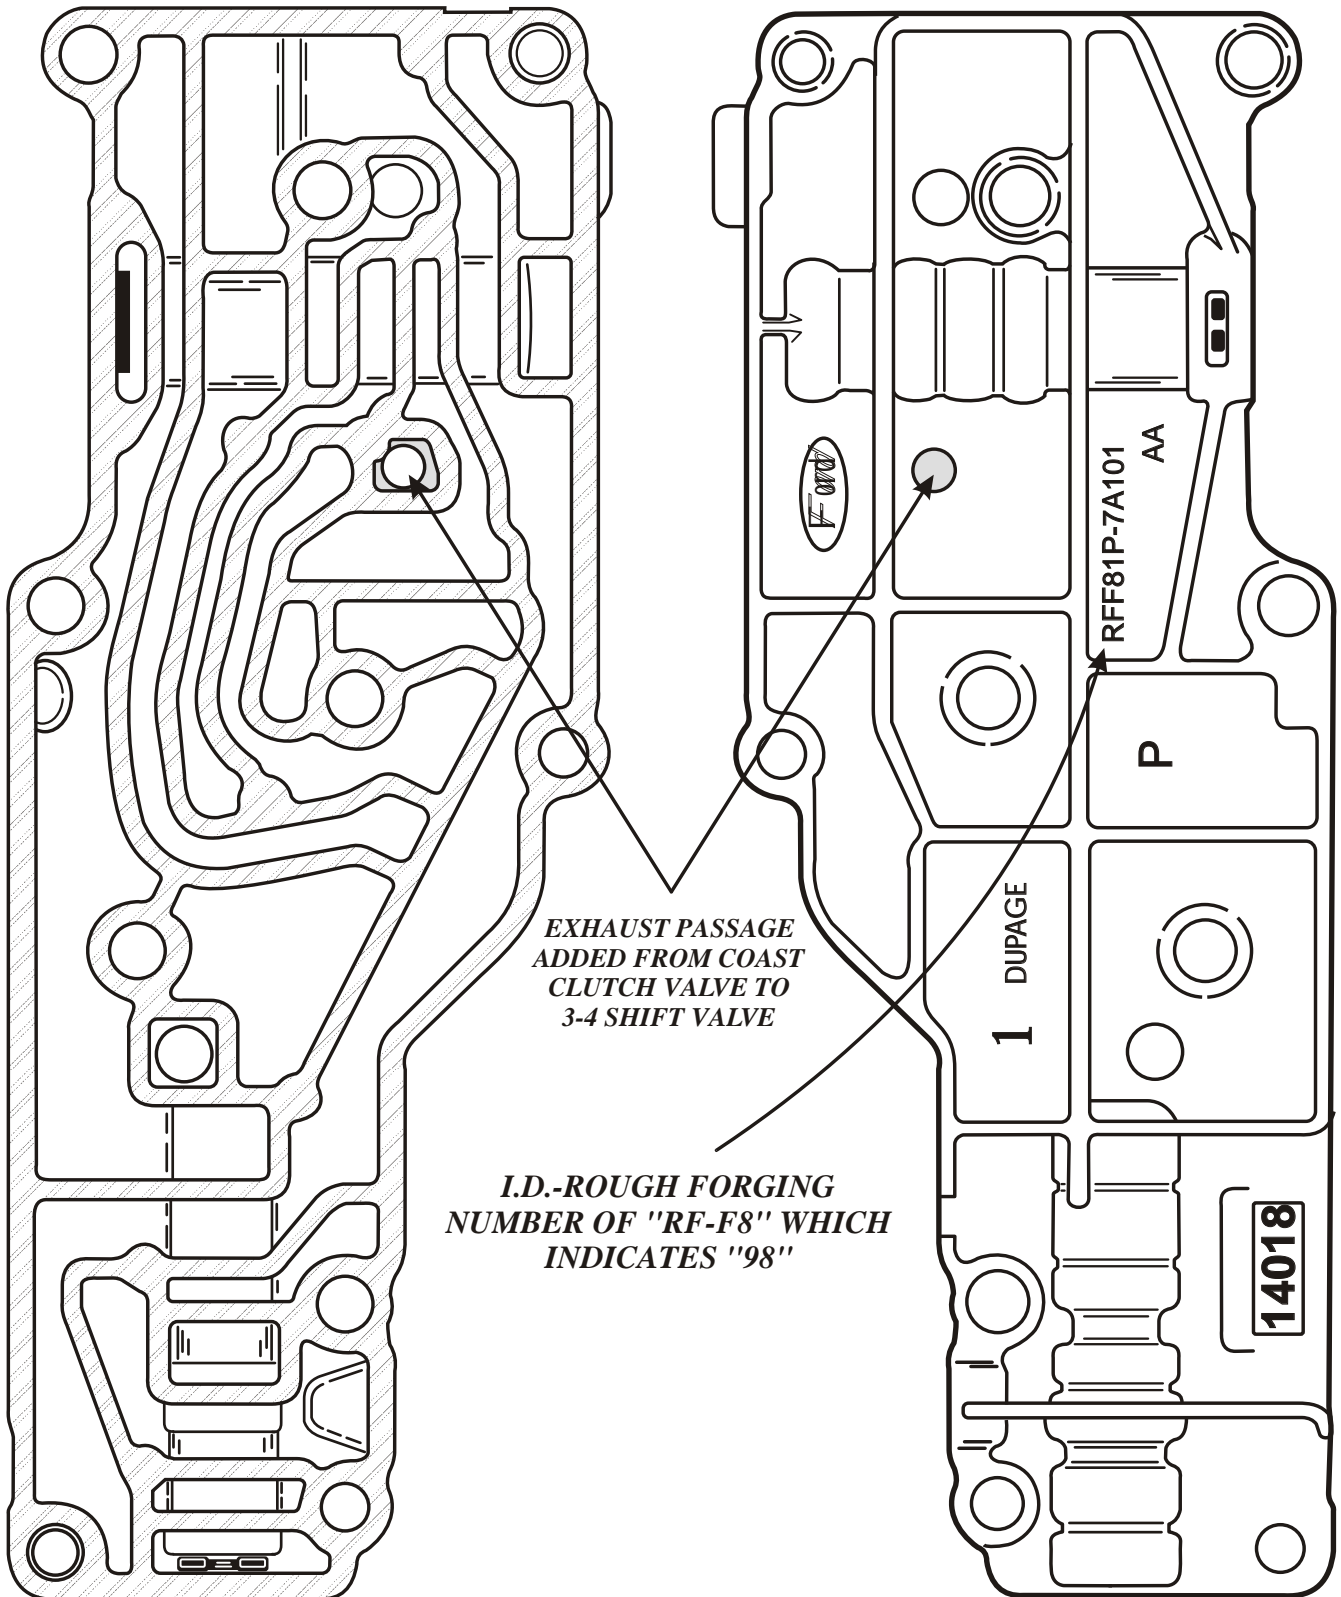 Ford
RFF81P-7A101
AA
P
DUPAGE
1
14018
EXHAUST PASSAGE
ADDED FROM COAST
CLUTCH VALVE TO
3-4 SHIFT VALVE
I.D.-ROUGH FORGING
NUMBER OF "RF-F8" WHICH
INDICATES "98"